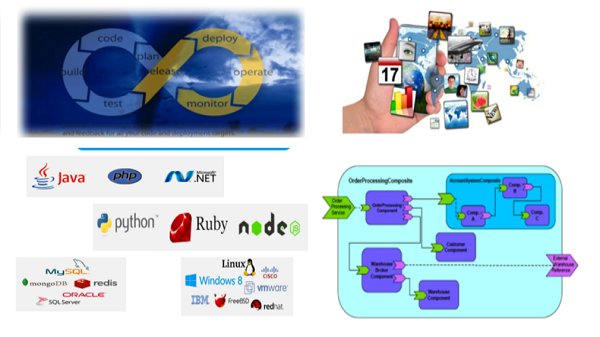 code
deploy
plan
build
release
operate
test
monitor
and feedback for all your code and deployment targets
17
Java
php
Microsoft
.NET
python
Ruby
node
JS
MySQL
mongoDB
redis
ORACLE
SQL Server
Linux
CISCO
Windows 8
vmware
IBM
FreeBSD
redhat
OrderProcessingComposite
AccountSystemComposite
Order
Processing
Service
OrderProcessing
Component
Comp.
A
Comp.
B
Comp.
C
Customer
Component
Warehouse
Broker
Component
Warehouse
Component
External
Warehouse
Reference